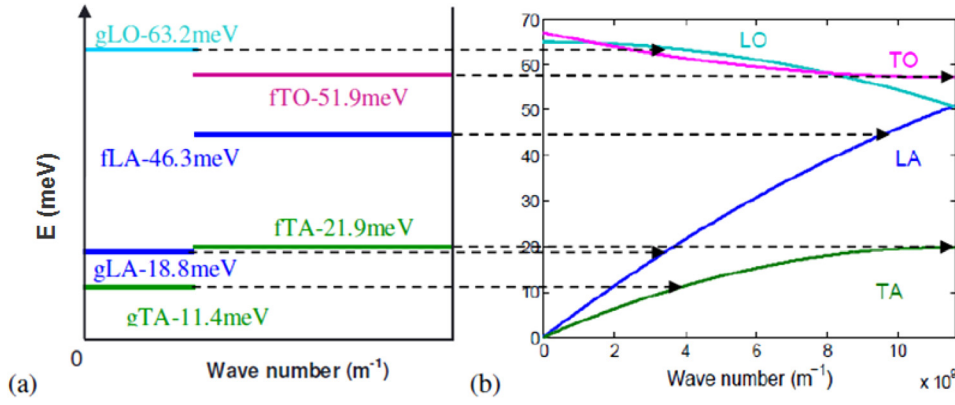 gLO-63.2meV
fTO-51.9meV
fLA-46.3meV
fTA-21.9meV
gLA-18.8meV
gTA-11.4meV
E (meV)
0
Wave number (m⁻¹)
(a)
70
60
50
40
30
20
10
0
LO
TO
LA
TA
0 2 4 6 8 10
Wave number (m⁻¹)
(b)